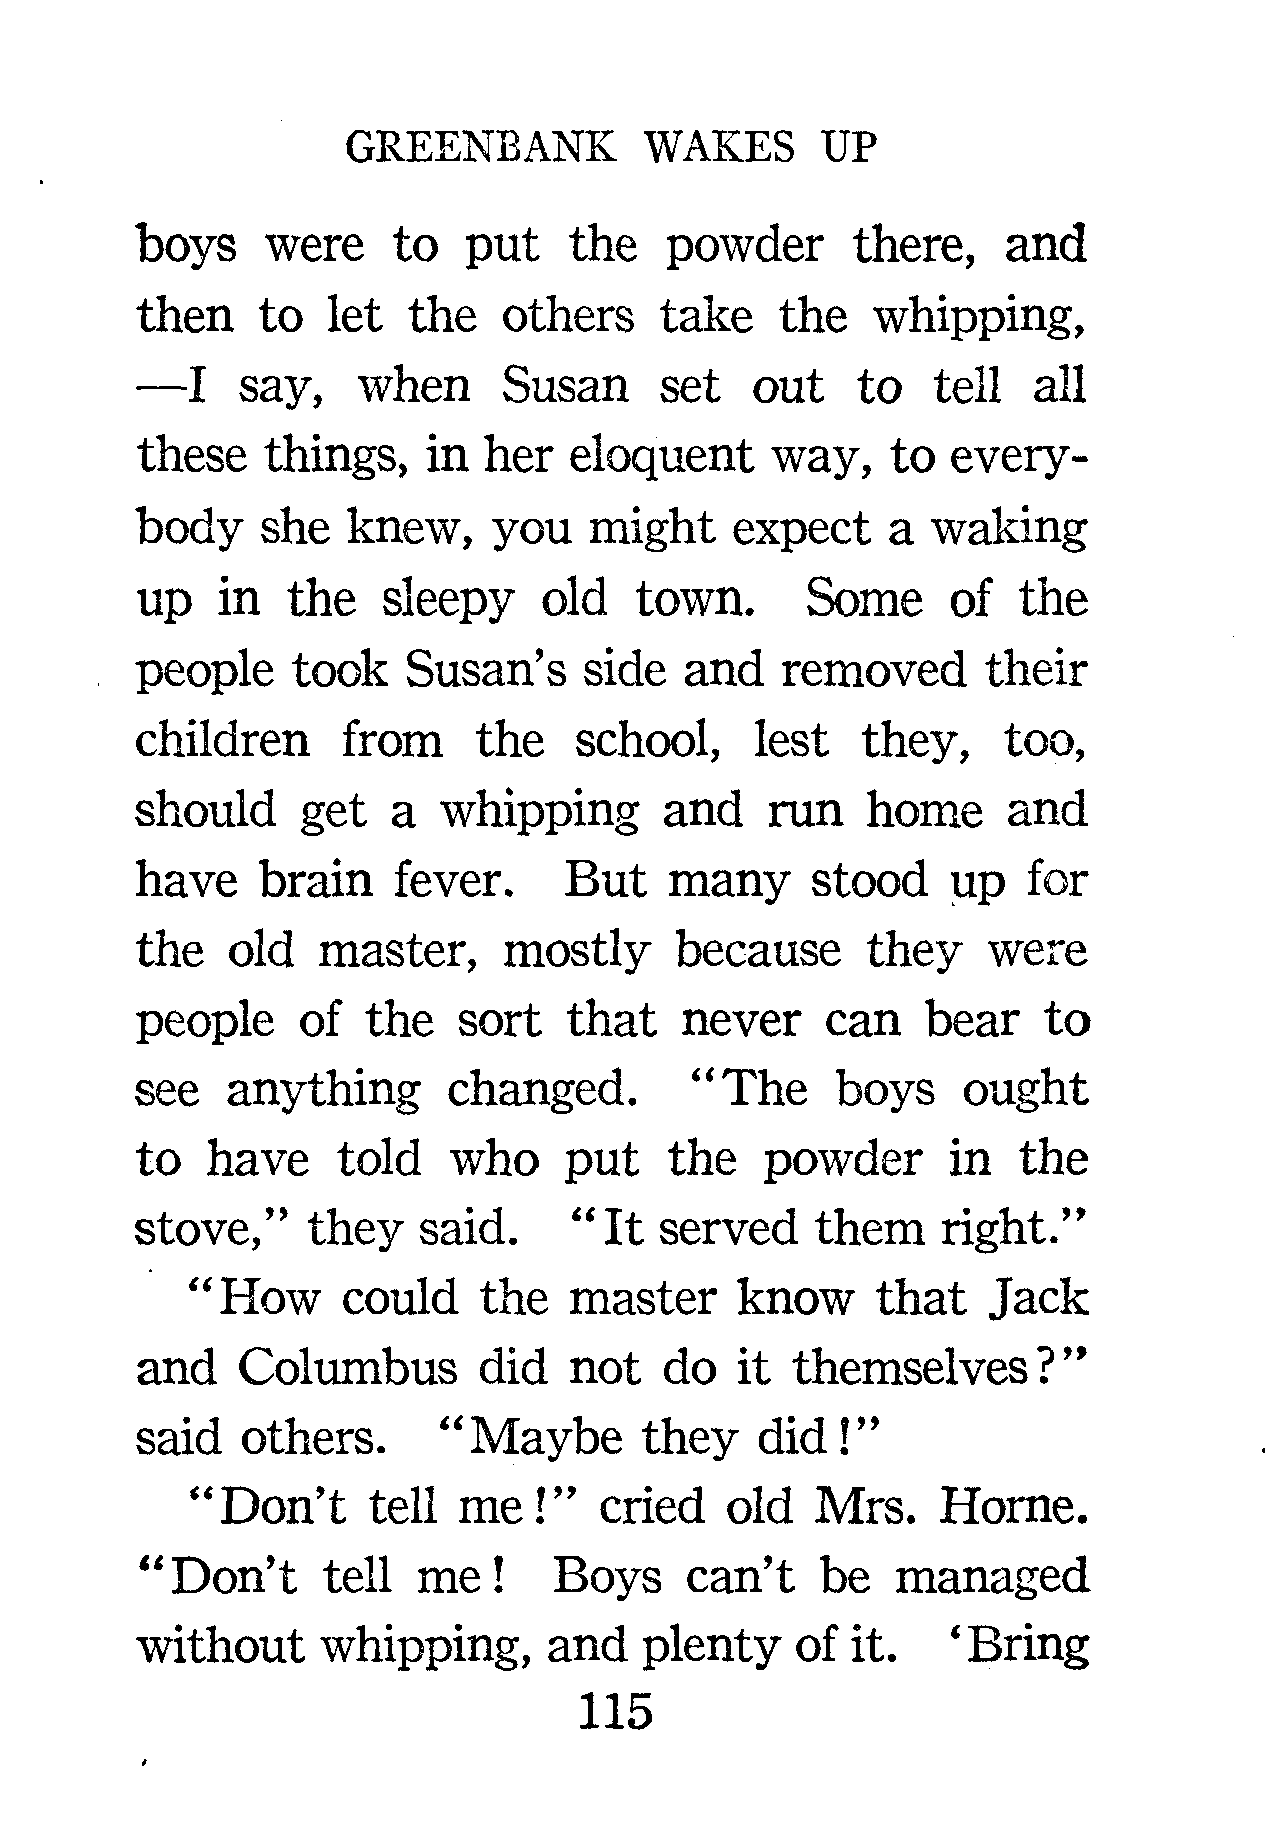 GREENBANK WAKES UP
boys were to put the powder there, and
then to let the others take the whipping,
—I say, when Susan set out to tell all
these things, in her eloquent way, to every-
body she knew, you might expect a waking
up in the sleepy old town. Some of the
people took Susan's side and removed their
children from the school, lest they, too,
should get a whipping and run home and
have brain fever. But many stood up for
the old master, mostly because they were
people of the sort that never can bear to
see anything changed. “The boys ought
to have told who put the powder in the
stove,” they said. “It served them right.”
“How could the master know that Jack
and Columbus did not do it themselves?”
said others. “Maybe they did!”
“Don't tell me!” cried old Mrs. Horne.
“Don't tell me! Boys can't be managed
without whipping, and plenty of it. ‘Bring
115